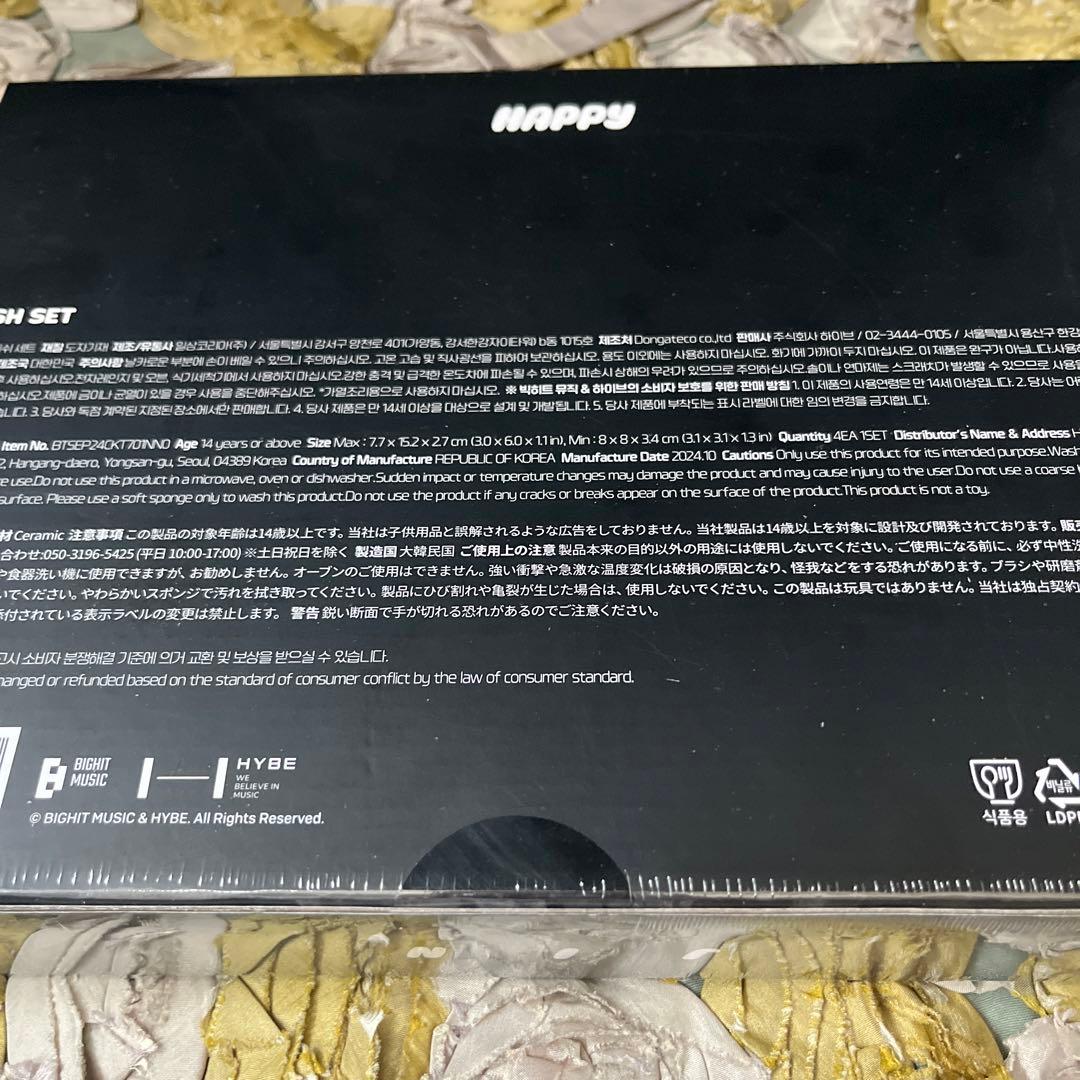 HAPPY
SH SET
쉬 세트 재질 도자기재 제조/유통사 일상코리아(주) / 서울특별시 강서구 양천로 401(가양동, 강서한강자이타워) b동 1015호 제조처 Dongateco co.,ltd 판매사 주식회사 하이브 / 02-3444-0105 / 서울특별시 용산구 한강
제조국 대한민국 주의사항 날카로운 부분에 손이 베일 수 있으니 주의하십시오. 고온 고습 및 직사광선을 피하여 보관하십시오. 용도 이외에는 사용하지 마십시오. 화기에 가까이 두지 마십시오. 이 제품은 완구가 아닙니다.사용
후 사용하십시오.전자레인지 및 오븐, 식기세척기에서 사용하지 마십시오.강한 충격 및 급격한 온도차에 파손될 수 있으며, 파손시 상해의 우려가 있으므로 주의하십시오.솔이나 연마제는 스크래치가 발생할 수 있으므로 사용
하십시오.제품에 금이나 균열이 있을 경우 사용을 중단해주십시오. *가열조리용으로 사용하지 마십시오. ※ 빅히트 뮤직 & 하이브의 소비자 보호를 위한 판매 방침 1. 이 제품의 사용연령은 만 14세 이상입니다. 2. 당사는 어
습니다. 3. 당사와 독점 계약된 지정된 장소에서만 판매합니다. 4. 당사 제품은 만 14세 이상을 대상으로 설계 및 개발됩니다. 5. 당사 제품에 부착되는 표시 라벨에 대한 임의 변경을 금지합니다.
Item No. BTSEP24CKT701NN0 Age 14 years or above Size Max : 7.7 x 15.2 x 2.7 cm (3.0 x 6.0 x 1.1 in), Min : 8 x 8 x 3.4 cm (3.1 x 3.1 x 1.3 in) Quantity 4EA 1SET Distributor's Name & Address H
2, Hangang-daero, Yongsan-gu, Seoul, 04389 Korea Country of Manufacture REPUBLIC OF KOREA Manufacture Date 2024.10 Cautions Only use this product for its intended purpose.Wash
re use.Do not use this product in a microwave, oven or dishwasher.Sudden impact or temperature changes may damage the product and may cause injury to the user.Do not use a coarse
surface. Please use a soft sponge only to wash this product.Do not use the product if any cracks or breaks appear on the surface of the product.This product is not a toy.
材 Ceramic 注意事項 この製品の対象年齢は14歳以上です。当社は子供用品と誤解されるような広告をしておりません。当社製品は14歳以上を対象に設計及び開発されております。販売
合わせ:050-3196-5425 (平日 10:00-17:00) ※土日祝日を除く 製造国 大韓民国 ご使用上の注意 製品本来の目的以外の用途には使用しないでください。ご使用になる前に、必ず中性洗
や食器洗い機に使用できますが、お勧めしません。オーブンのご使用はできません。強い衝撃や急激な温度変化は破損の原因となり、怪我などをする恐れがあります。ブラシや研磨剤
いでください。やわらかいスポンジで汚れを拭き取ってください。製品にひび割れや亀裂が生じた場合は、使用しないでください。この製品は玩具ではありません。当社は独占契約
添付されている表示ラベルの変更は禁止します。 警告 鋭い断面で手が切れる恐れがあるのでご注意ください。
고시 소비자 분쟁해결 기준에 의거 교환 및 보상을 받으실 수 있습니다.
hanged or refunded based on the standard of consumer conflict by the law of consumer standard.
BIGHIT MUSIC
HYBE
WE BELIEVE IN MUSIC
© BIGHIT MUSIC & HYBE. All Rights Reserved.
식품용
비닐류
LDP